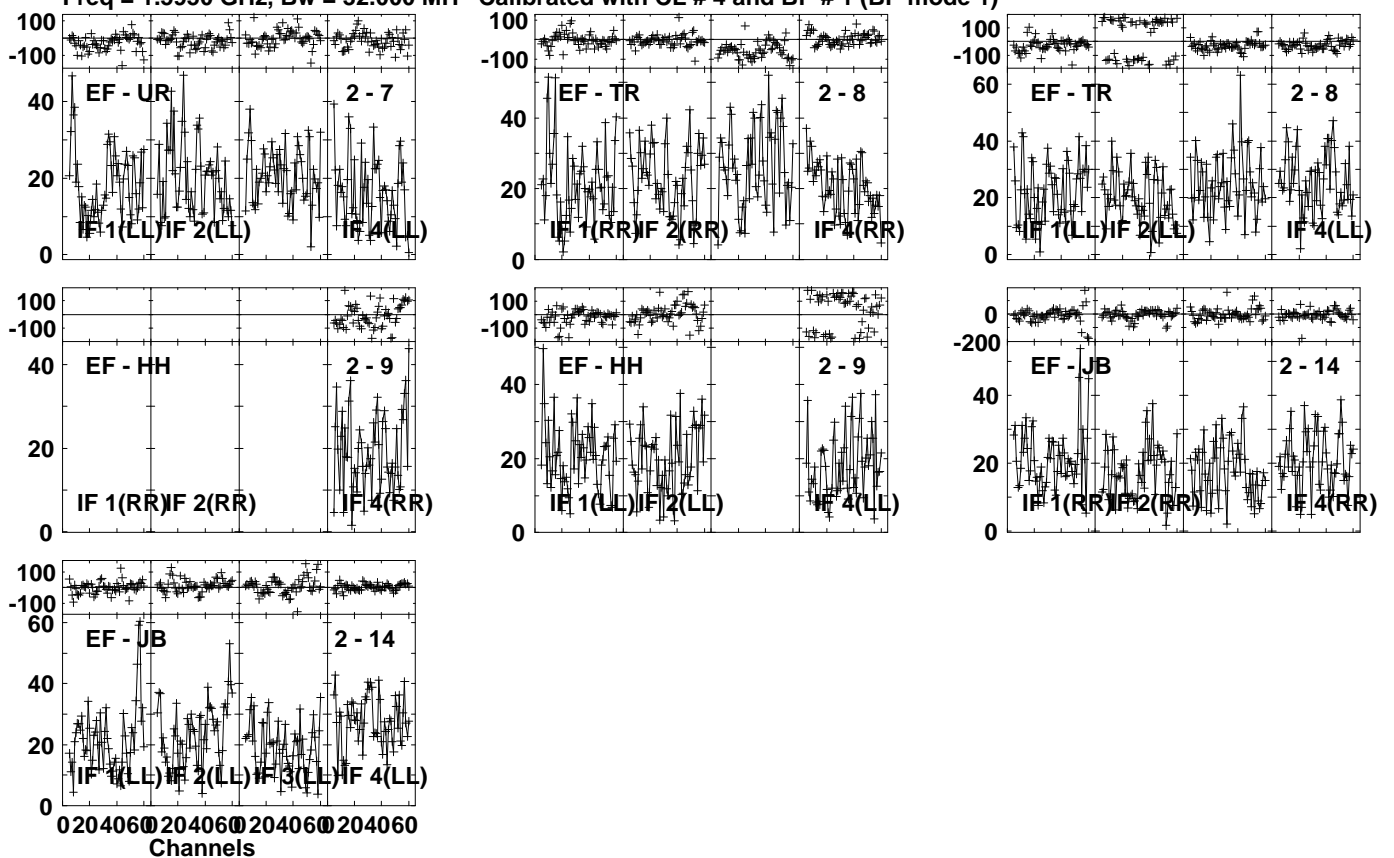 Freq = 1.5956 GHz, Bw = 32.000 MH Calibrated with CL # 4 and BP # 1 (BP mode 1)
100
-100
EF - UR 2 - 7
40
20
0
IF 1(LL) IF 2(LL) IF 4(LL)
100
-100
EF - TR 2 - 8
40
20
0
IF 1(RR) IF 2(RR) IF 4(RR)
100
-100
60
EF - TR 2 - 8
40
20
0
IF 1(LL) IF 2(LL) IF 4(LL)
100
-100
EF - HH 2 - 9
40
20
0
IF 1(RR) IF 2(RR) IF 4(RR)
100
-100
EF - HH 2 - 9
40
20
0
IF 1(LL) IF 2(LL) IF 4(LL)
0
-200
EF - JB 2 - 14
40
20
0
IF 1(RR) IF 2(RR) IF 4(RR)
100
-100
60
EF - JB 2 - 14
40
20
0
IF 1(LL) IF 2(LL) IF 3(LL) IF 4(LL)
0 20 40 60 0 20 40 60 0 20 40 60 0 20 40 60
Channels